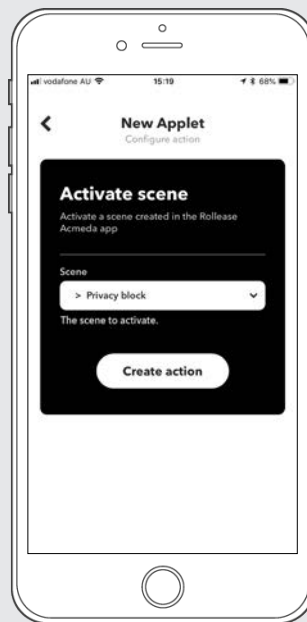 vodafone AU 15:19 68%
New Applet
Configure action
Activate scene
Activate a scene created in the Rollease
Acmeda app
Scene
> Privacy block
The scene to activate.
Create action